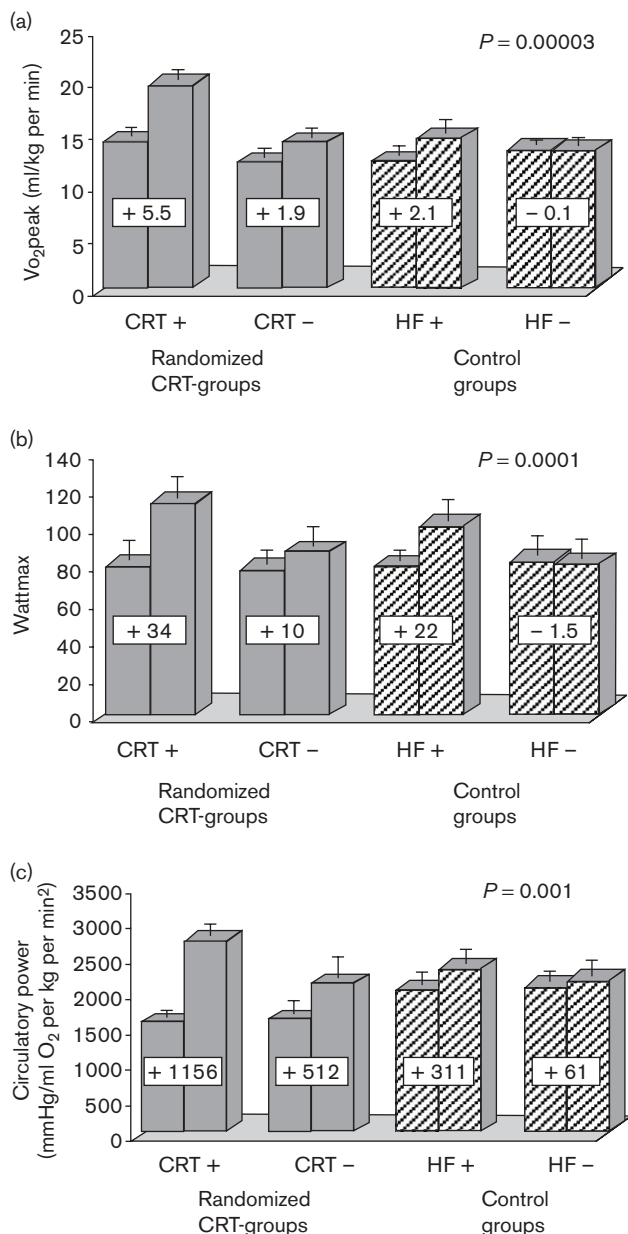 (a)
P = 0.00003
Vo₂peak (ml/kg per min)
25
20
15
10
5
0
+ 5.5
+ 1.9
+ 2.1
− 0.1
CRT +
CRT −
HF +
HF −
Randomized
CRT-groups
Control
groups
(b)
P = 0.0001
Wattmax
140
120
100
80
60
40
20
0
+ 34
+ 10
+ 22
− 1.5
CRT +
CRT −
HF +
HF −
Randomized
CRT-groups
Control
groups
(c)
P = 0.001
Circulatory power
(mmHg/ml O₂ per kg per min²)
3500
3000
2500
2000
1500
1000
500
0
+ 1156
+ 512
+ 311
+ 61
CRT +
CRT −
HF +
HF −
Randomized
CRT-groups
Control
groups